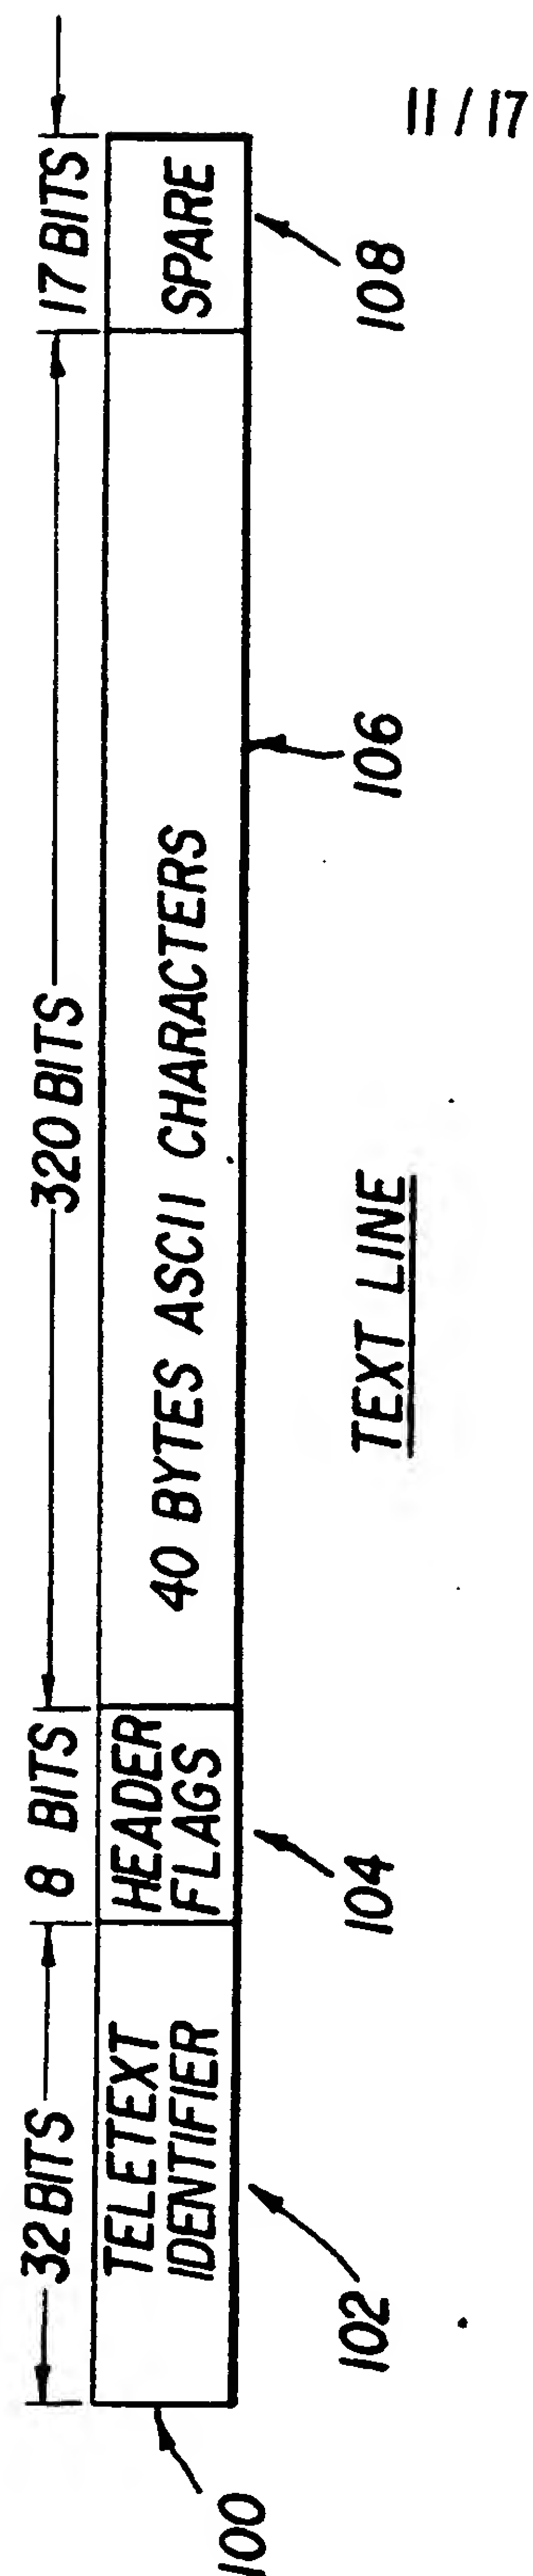 11/17
32 BITS
8 BITS
320 BITS
17 BITS
TELETEXT
IDENTIFIER
HEADER
FLAGS
40 BYTES ASCII CHARACTERS
SPARE
100
102
104
106
108
TEXT LINE